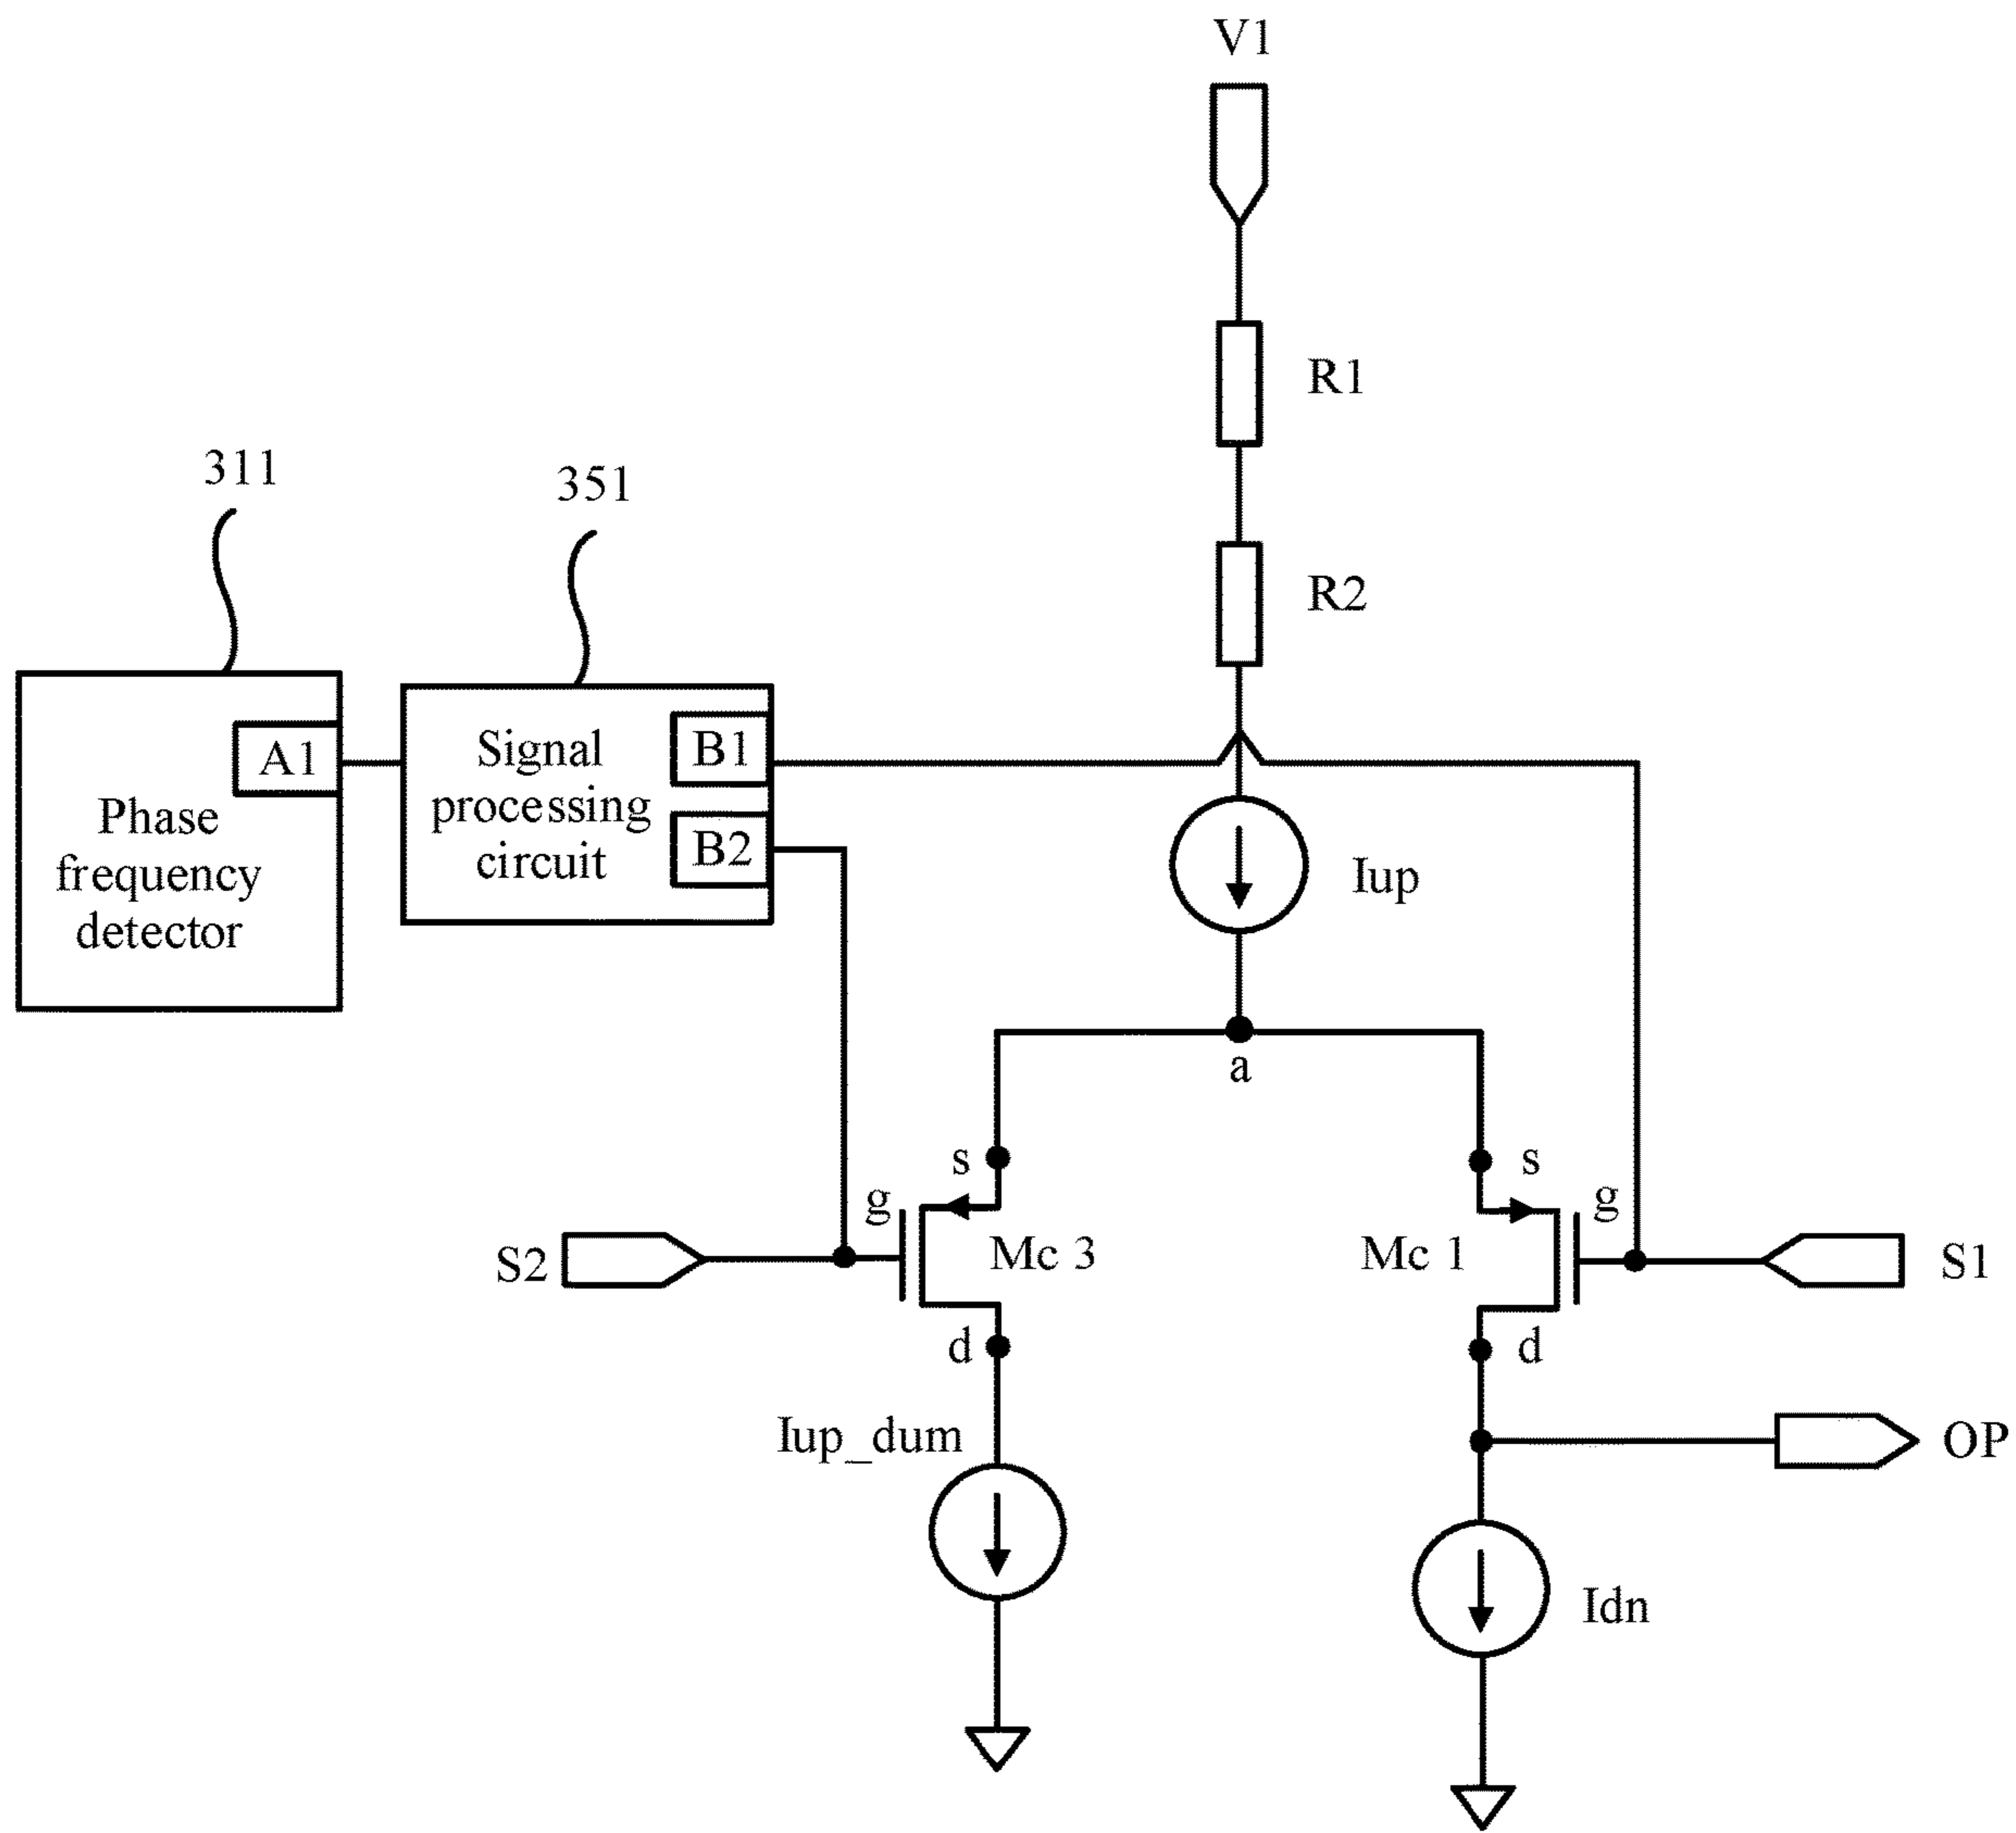 V1
R1
R2
311
351
A1
Phase
frequency
detector
Signal
processing
circuit
B1
B2
Iup
a
s
g
Mc 3
d
S2
s
g
Mc 1
d
S1
Iup_dum
OP
Idn